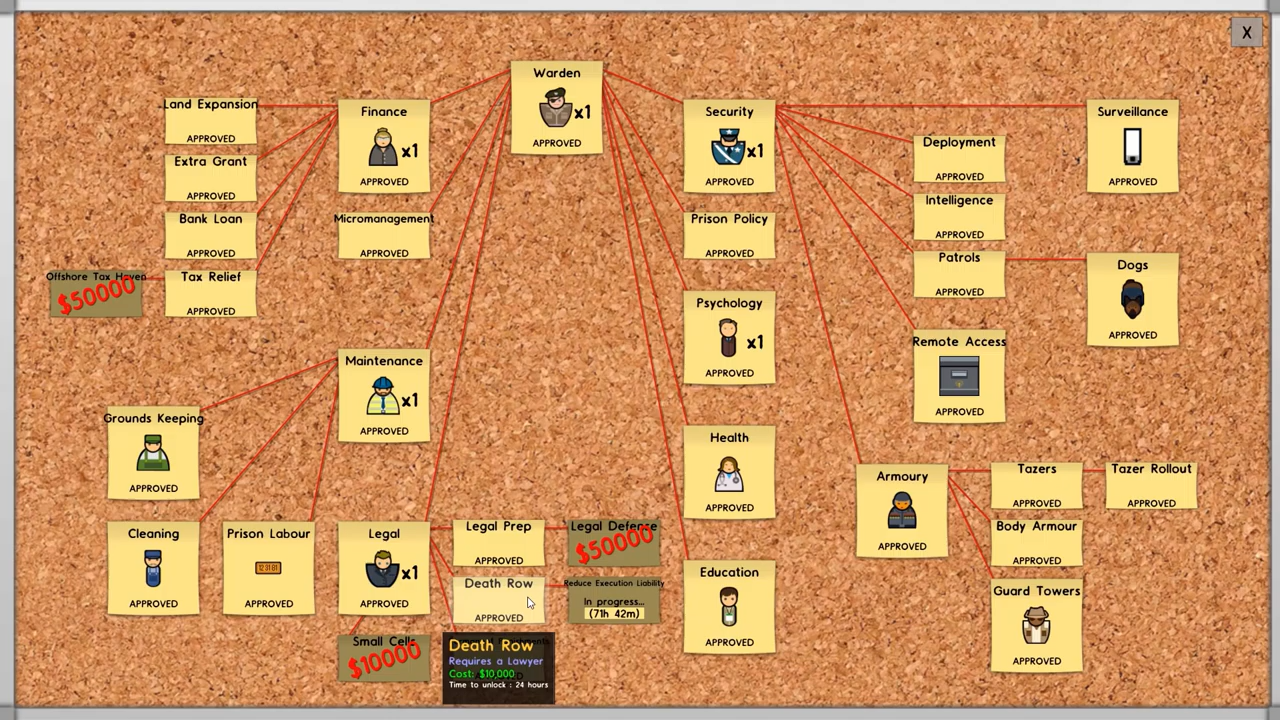 X
Warden
x1
APPROVED
Land Expansion
APPROVED
Finance
x1
APPROVED
Security
x1
APPROVED
Surveillance
APPROVED
Deployment
APPROVED
Extra Grant
APPROVED
Intelligence
APPROVED
Bank Loan
APPROVED
Micromanagement
APPROVED
Prison Policy
APPROVED
Patrols
APPROVED
Dogs
APPROVED
Offshore Tax Haven
$50000
Tax Relief
APPROVED
Psychology
x1
APPROVED
Remote Access
APPROVED
Maintenance
x1
APPROVED
Grounds Keeping
APPROVED
Health
APPROVED
Armoury
APPROVED
Tazers
APPROVED
Tazer Rollout
APPROVED
Body Armour
APPROVED
Cleaning
APPROVED
Prison Labour
12 01 81
APPROVED
Legal
x1
APPROVED
Legal Prep
APPROVED
Legal Defense
$50000
Death Row
APPROVED
Reduce Execution Liability
In progress...
(71h 42m)
Education
APPROVED
Guard Towers
APPROVED
Small Cells
$10000
Death Row
Requires a Lawyer
Cost: $10,000
Time to unlock : 24 hours